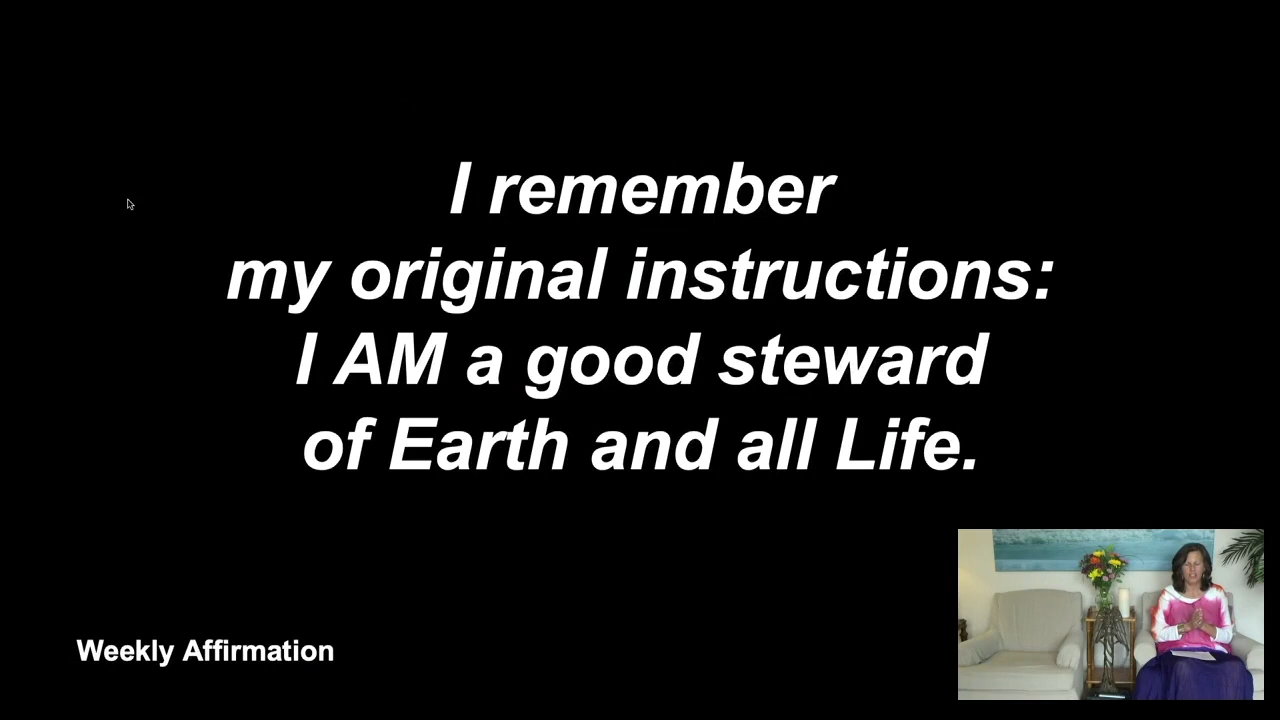 I remember
my original instructions:
I AM a good steward
of Earth and all Life.
Weekly Affirmation